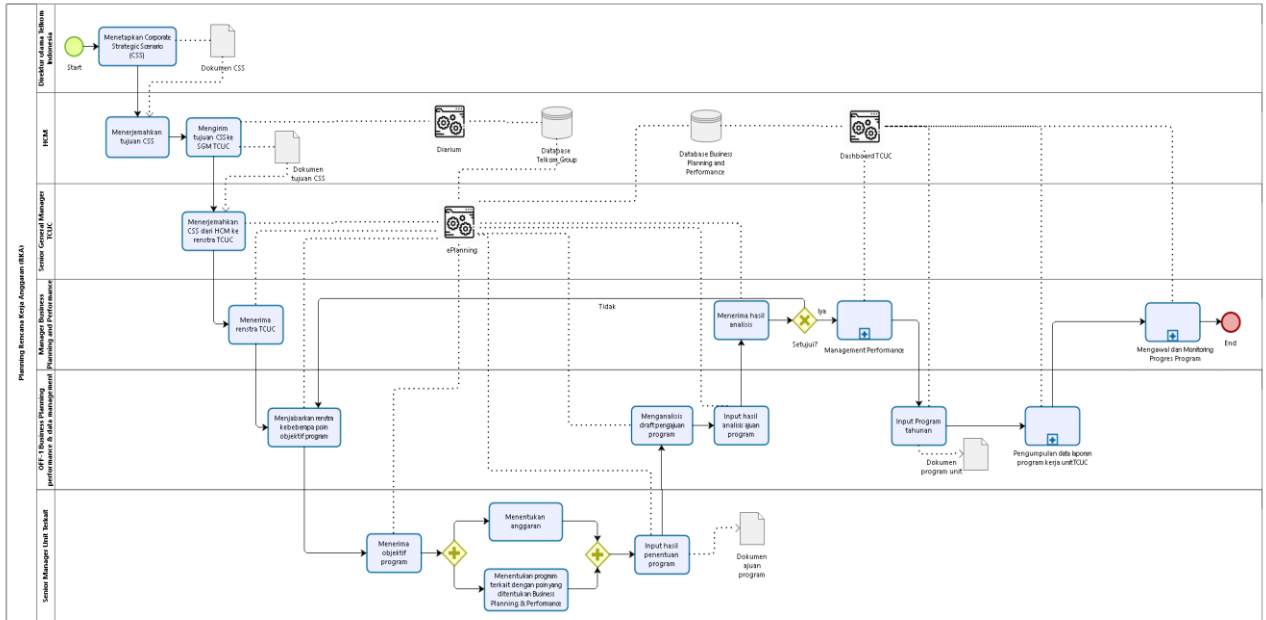 Planning Rencana Kerja Anggaran (RKA)
Direktur utama Telkom
Indonesia
Start
Menetapkan Corporate
Strategic Scenario
(CSS)
Dokumen CSS
HCM
Menerjemahkan
tujuan CSS
Mengirim
tujuan CSS ke
SGM TCUC
Dokumen
tujuan CSS
Diarium
Database
Telkom Group
Database Business
Planning and
Performance
Dashboard TCUC
Senior General Manager
TCUC
Menerjemahkan
CSS dari HCM ke
renstra TCUC
ePlanning
Manager Business
Planning and Performance
Menerima
renstra TCUC
Tidak
Menerima hasil
analisis
Setujui?
Iya
Management Performance
Mengawal dan Monitoring
Progres Program
End
OFF-1 Business Planning
performance & data management
Menjabarkan renstra
kebeberapa poin
objektif program
Menganalisis
draft pengajuan
program
Input hasil
analisis ajuan
program
Input Program
tahunan
Dokumen
program unit
Pengumpulan data laporan
program kerja unit TCUC
Senior Manager Unit Terkait
Menerima
objektif
program
Menentukan
anggaran
Menentukan program
terkait dengan poin yang
ditentukan Business
Planning & Performance
Input hasil
penentuan
program
Dokumen
ajuan
program